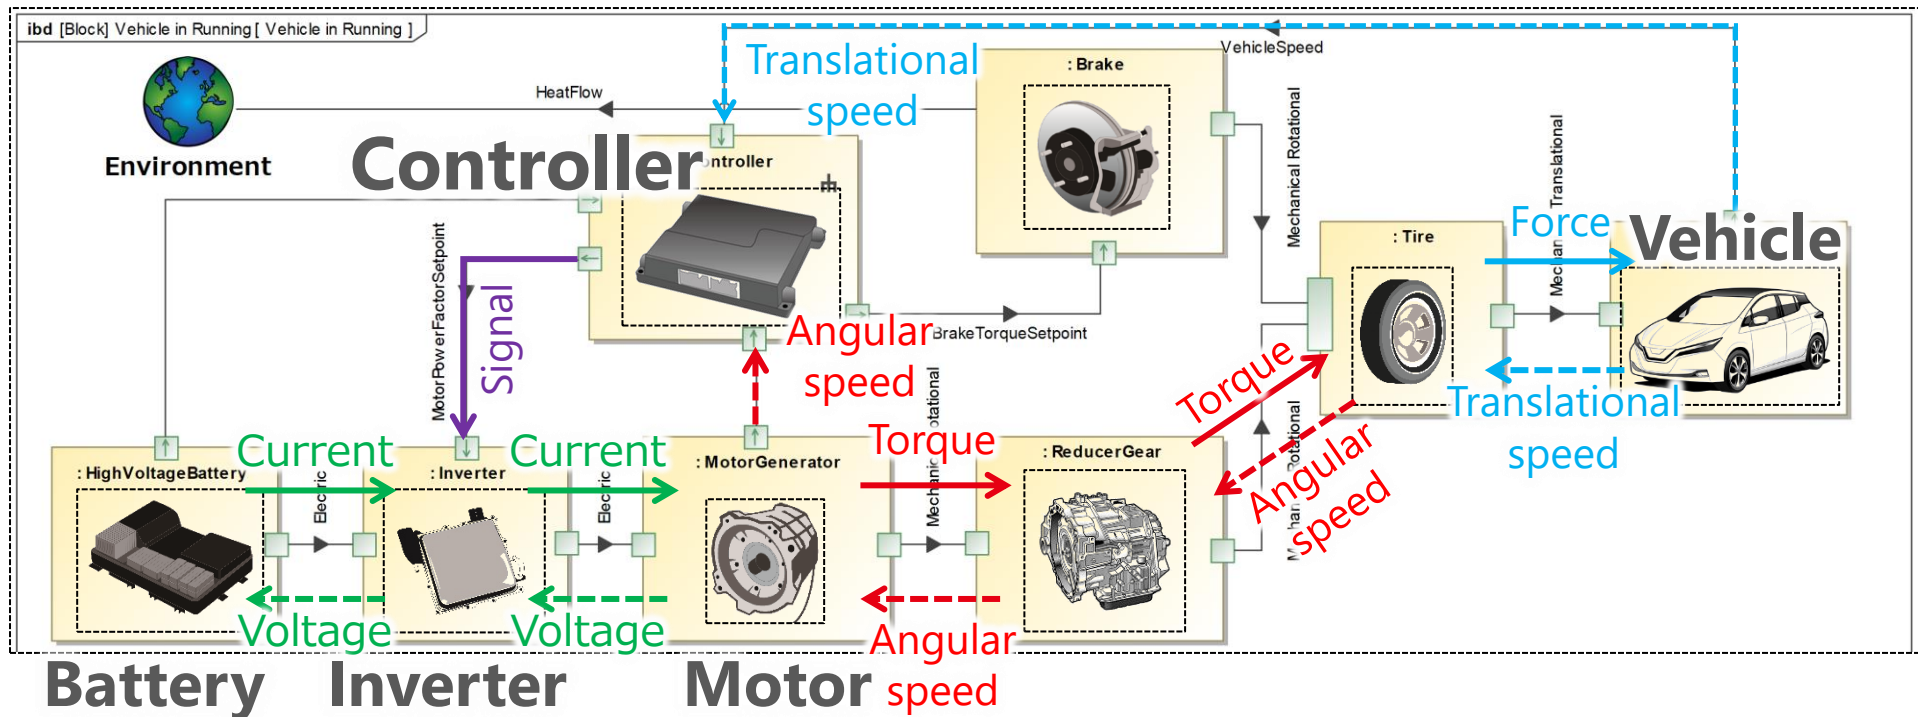 ibd [Block] Vehicle in Running [ Vehicle in Running ]
VehicleSpeed
Translational
speed
: Brake
HeatFlow
Environment
Controller
ontroller
Mechanical Rotational
Translational
Force
Vehicle
: Tire
MotorPowerFactorSetpoint
Signal
Angular
speed
BrakeTorqueSetpoint
Torque
Translational
speed
Angular
speed
Current
Current
Torque
: HighVoltageBattery
: Inverter
: MotorGenerator
: ReducerGear
Electric
Electric
Voltage
Voltage
Angular
speed
Battery
Inverter
Motor